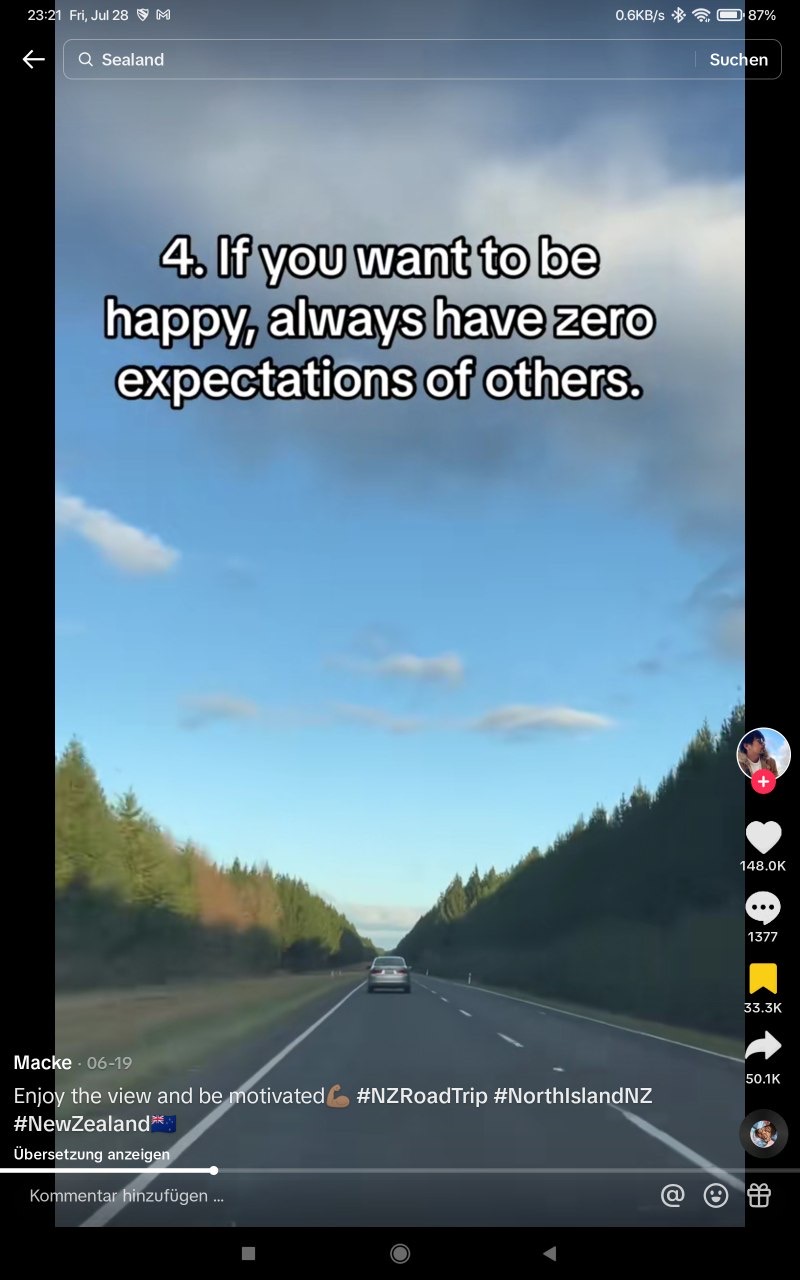 23:21 Fri, Jul 28
0.6KB/s 87%
Sealand
Suchen
4. If you want to be
happy, always have zero
expectations of others.
148.0K
1377
33.3K
50.1K
Macke · 06-19
Enjoy the view and be motivated💪🏾 #NZRoadTrip #NorthIslandNZ
#NewZealand🇳🇿
Übersetzung anzeigen
Kommentar hinzufügen ...